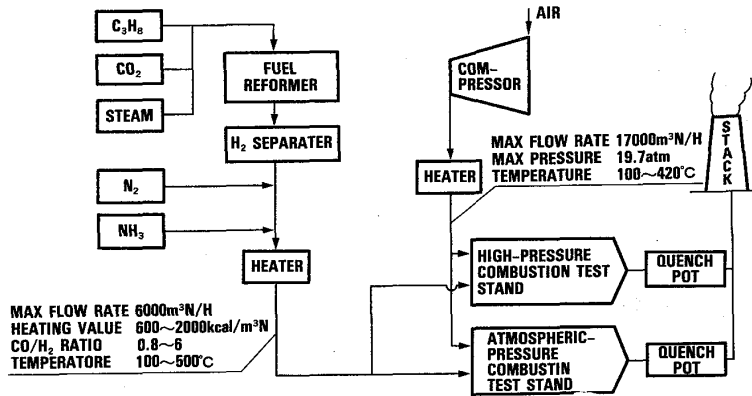 C₃H₈
CO₂
STEAM
FUEL
REFORMER
H₂ SEPARATER
N₂
NH₃
HEATER
MAX FLOW RATE 6000m³N/H
HEATING VALUE 600～2000kcal/m³N
CO/H₂ RATIO 0.8～6
TEMPERATORE 100～500°C
AIR
COM-
PRESSOR
HEATER
MAX FLOW RATE 17000m³N/H
MAX PRESSURE 19.7atm
TEMPERATURE 100～420°C
STACK
HIGH-PRESSURE
COMBUSTION TEST
STAND
QUENCH
POT
ATMOSPHERIC-
PRESSURE
COMBUSTIN
TEST STAND
QUENCH
POT